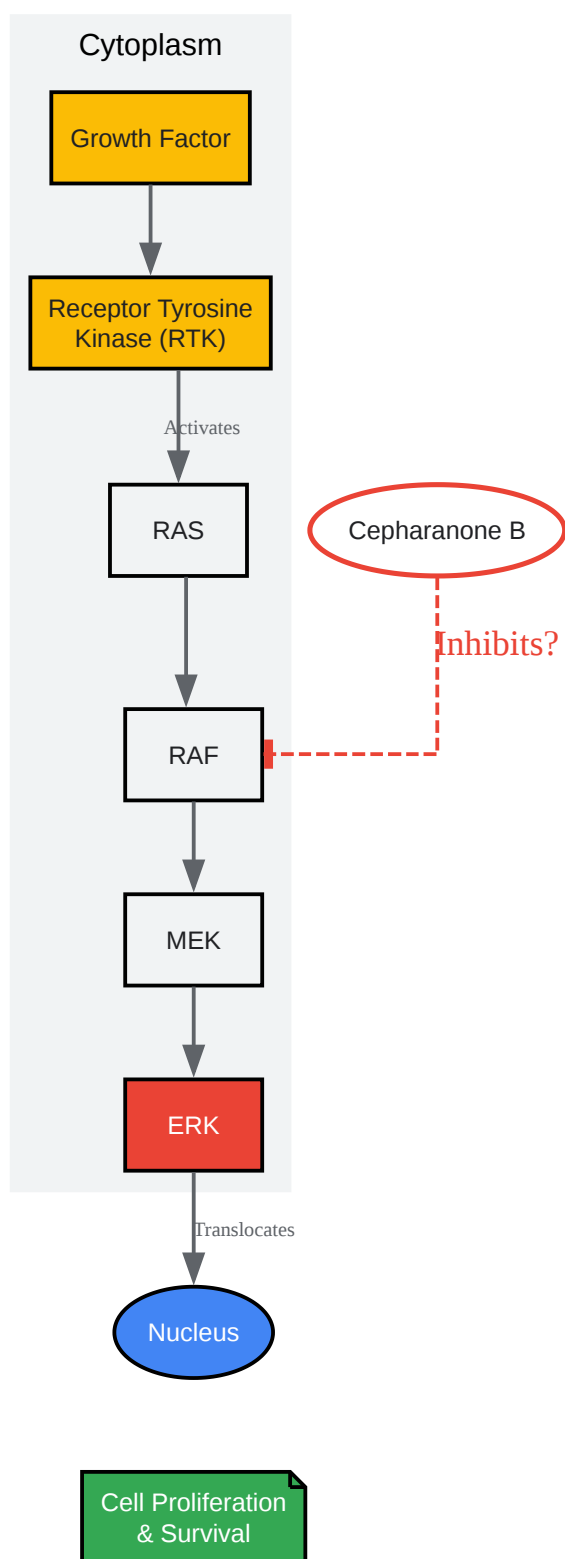 Cytoplasm
Growth Factor
Receptor Tyrosine
Kinase (RTK)
Activates
RAS
Cepharanone B
Inhibits?
RAF
MEK
ERK
Translocates
Nucleus
Cell Proliferation
& Survival